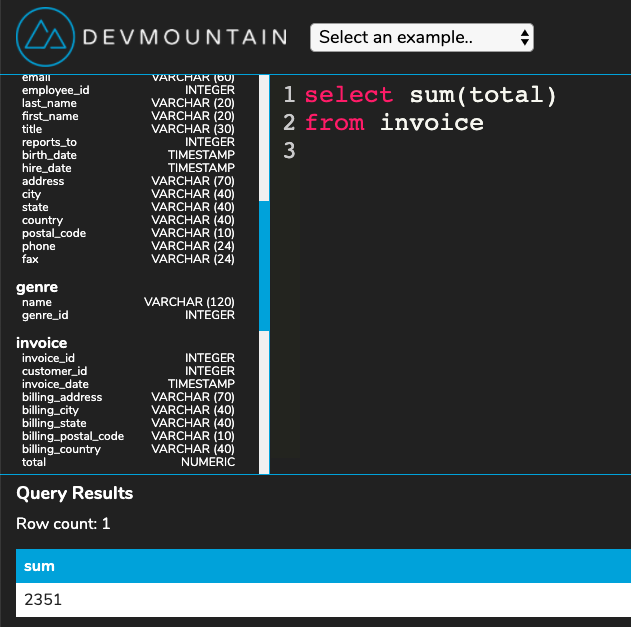 DEVMOUNTAIN
Select an example..
email VARCHAR (60)
employee_id INTEGER
last_name VARCHAR (20)
first_name VARCHAR (20)
title VARCHAR (30)
reports_to INTEGER
birth_date TIMESTAMP
hire_date TIMESTAMP
address VARCHAR (70)
city VARCHAR (40)
state VARCHAR (40)
country VARCHAR (40)
postal_code VARCHAR (10)
phone VARCHAR (24)
fax VARCHAR (24)
genre
name VARCHAR (120)
genre_id INTEGER
invoice
invoice_id INTEGER
customer_id INTEGER
invoice_date TIMESTAMP
billing_address VARCHAR (70)
billing_city VARCHAR (40)
billing_state VARCHAR (40)
billing_postal_code VARCHAR (10)
billing_country VARCHAR (40)
total NUMERIC
1 select sum(total)
2 from invoice
3
Query Results
Row count: 1
sum
2351